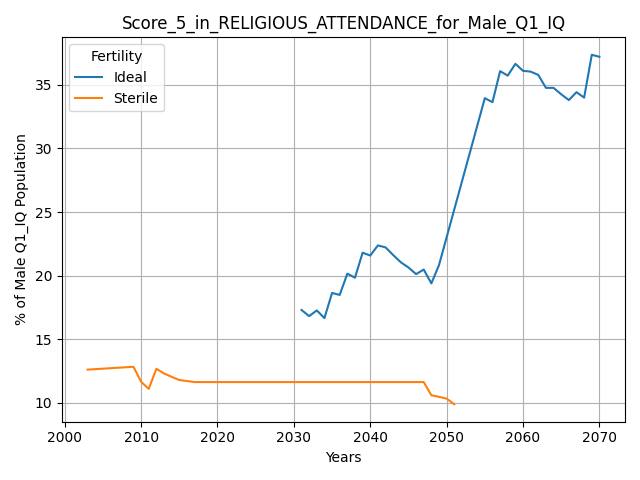 Score_5_in_RELIGIOUS_ATTENDANCE_for_Male_Q1_IQ
Fertility
Ideal
Sterile
% of Male Q1_IQ Population
35
30
25
20
15
10
2000
2010
2020
2030
2040
2050
2060
2070
Years